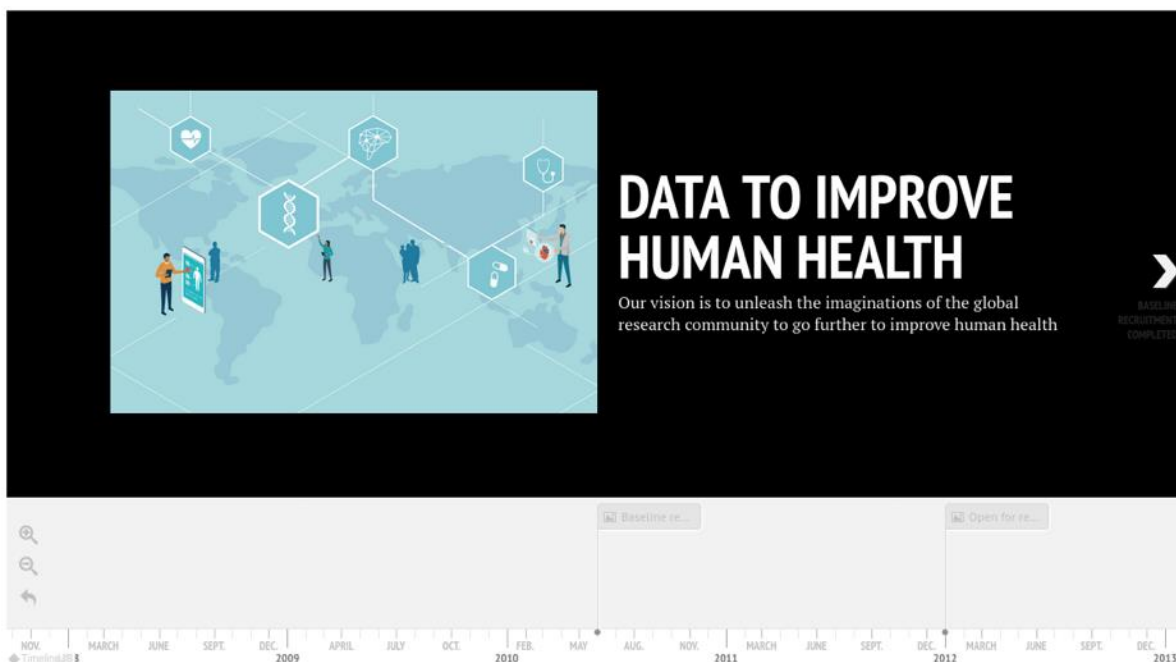 DATA TO IMPROVE
HUMAN HEALTH
Our vision is to unleash the imaginations of the global
research community to go further to improve human health
BASELINE
RECRUITMENT
COMPLETED
Baseline re...
Open for re...
NOV. MARCH JUNE SEPT. DEC. APRIL JULY OCT. FEB. MAY AUG. NOV. MARCH JUNE SEPT. DEC. MARCH JUNE SEPT. DEC.
TimelineJS 2009 2010 2011 2012 2013